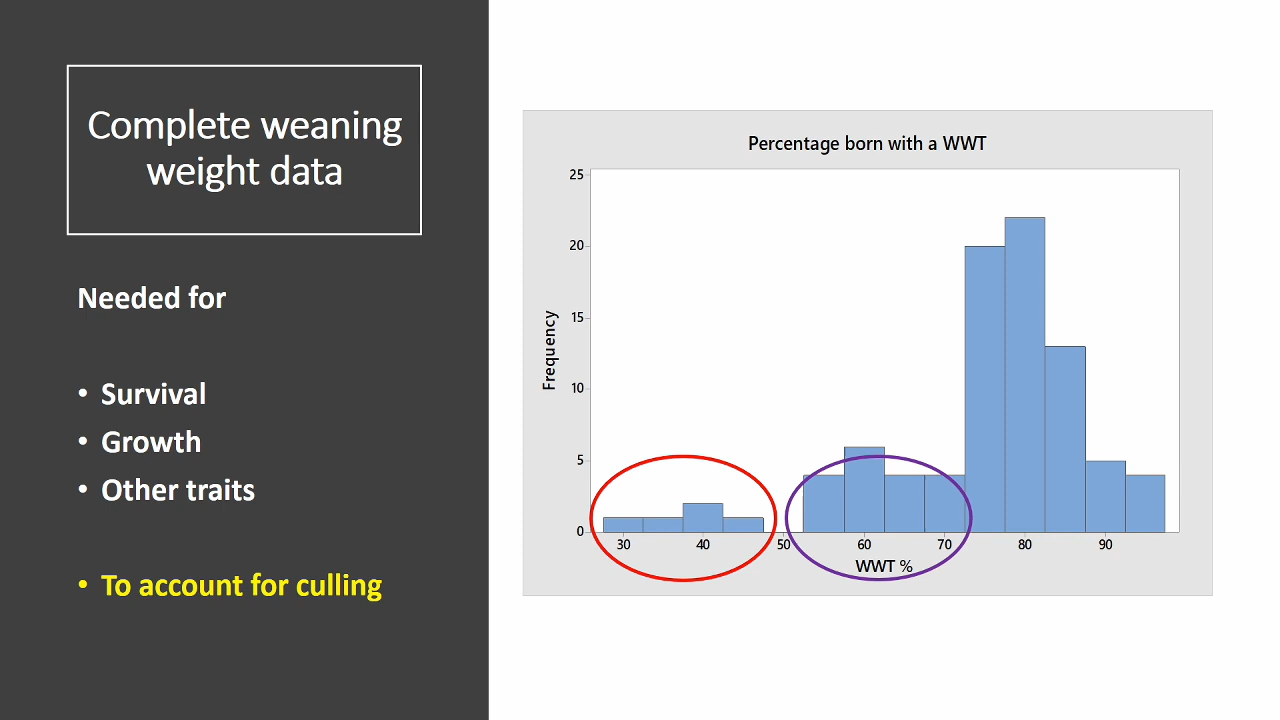 Complete weaning
weight data
Needed for
• Survival
• Growth
• Other traits
• To account for culling
Percentage born with a WWT
Frequency
25
20
15
10
5
0
30 40 50 60 70 80 90
WWT %